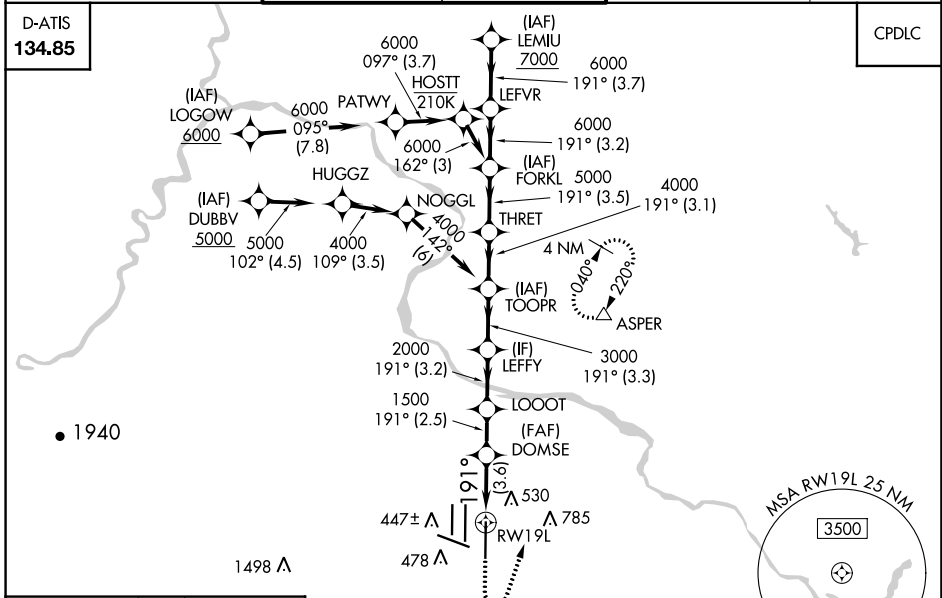 D-ATIS
134.85
CPDLC
(IAF)
LEMIU
7000
6000
191° (3.7)
6000
097° (3.7)
HOSTT
210K
LEFVR
PATWY
(IAF)
LOGOW
6000
6000
095°
(7.8)
6000
191° (3.2)
6000
162° (3)
(IAF)
FORKL
HUGGZ
5000
191° (3.5)
4000
191° (3.1)
(IAF)
DUBBV
5000
NOGGL
THRET
5000
102° (4.5)
4000
109° (3.5)
4000
142°
(6)
4 NM
040°
220°
ASPER
(IAF)
TOOPR
3000
191° (3.3)
(IF)
LEFFY
2000
191° (3.2)
1500
191° (2.5)
LOOOT
(FAF)
DOMSE
1940
191°
(3.6)
530
447±
785
RW19L
478
1498
MSA RW19L 25 NM
3500